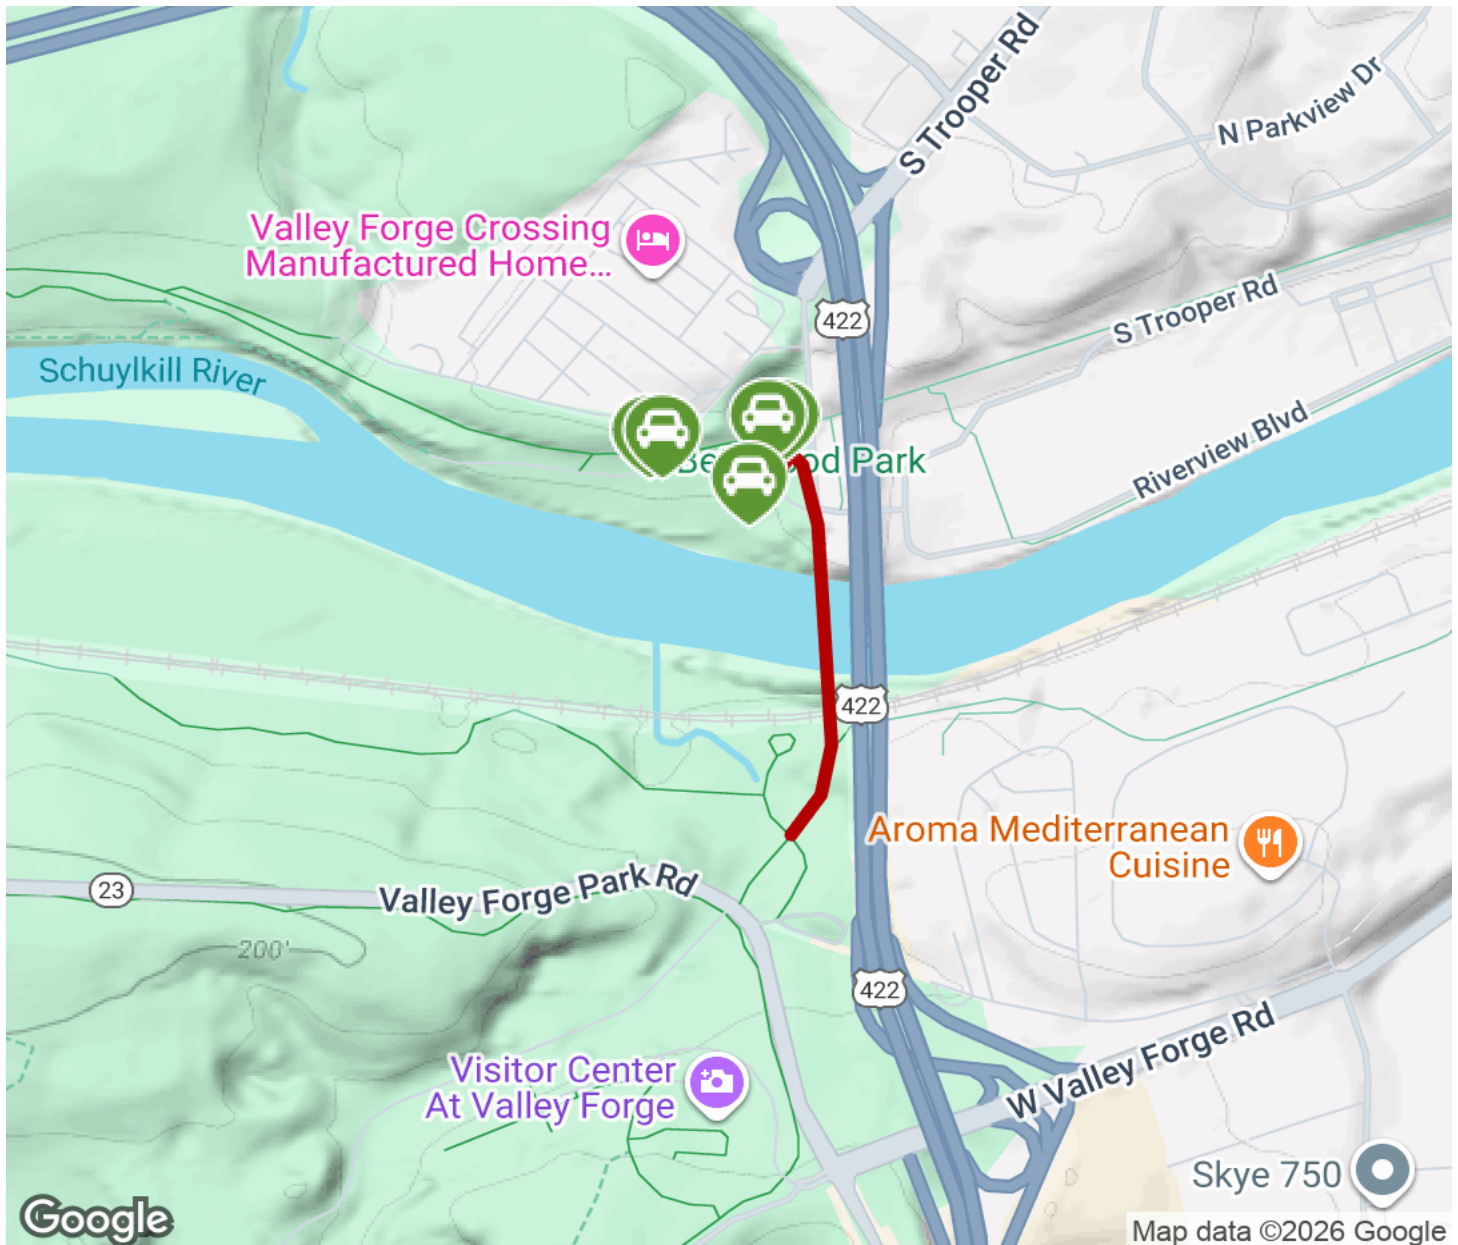 S Trooper Rd
N Parkview Dr
Valley Forge Crossing
Manufactured Home...
422
S Trooper Rd
Schuylkill River
Riverview Blvd
Park
422
Aroma Mediterranean
Cuisine
23
Valley Forge Park Rd
200'
422
W Valley Forge Rd
Visitor Center
At Valley Forge
Skye 750
Google
Map data ©2026 Google